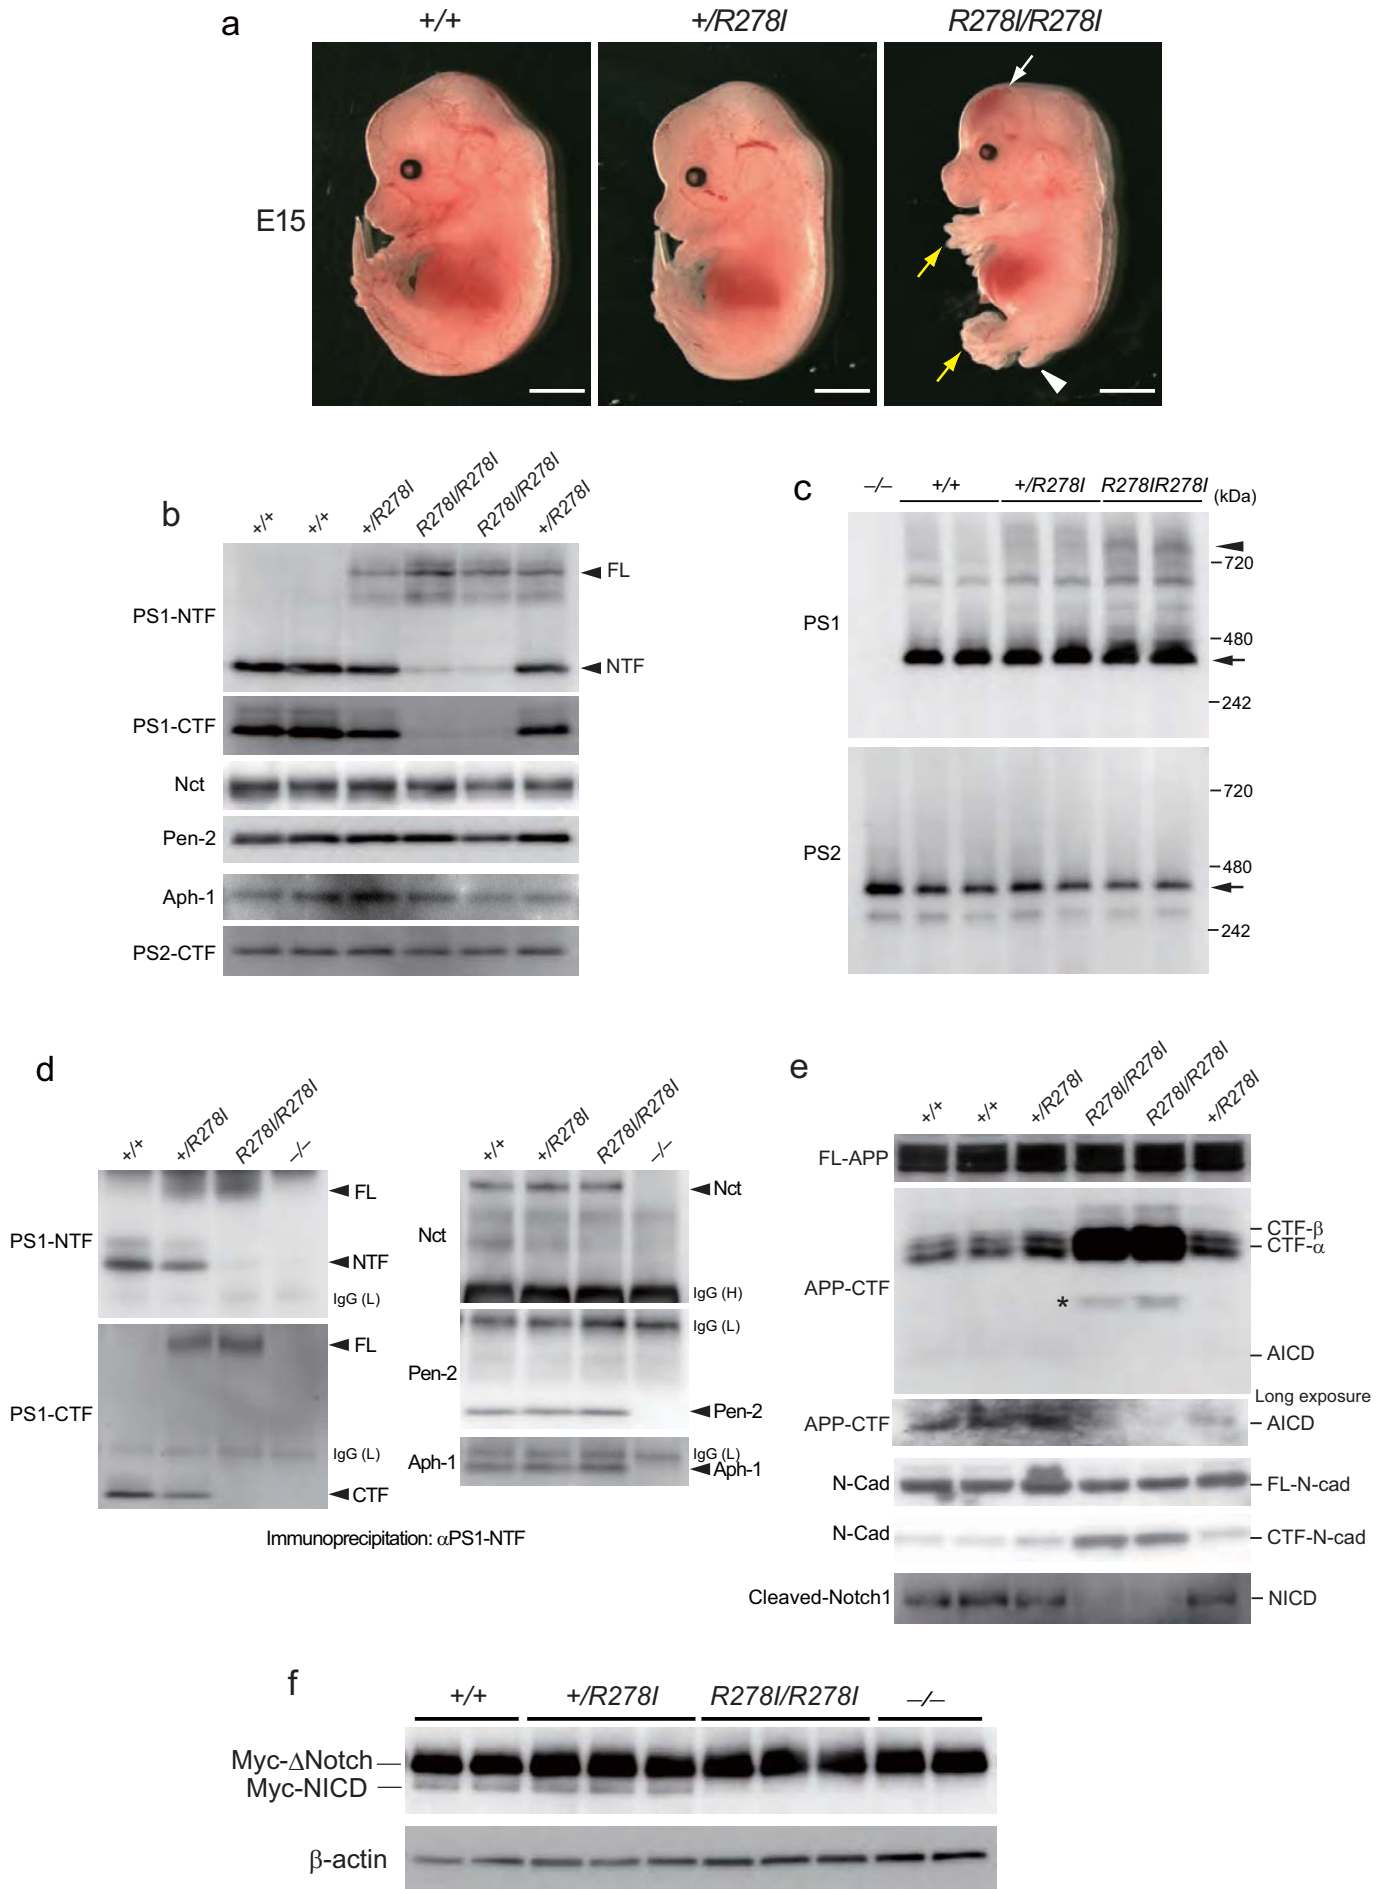 a
+/+ +/R278I R278I/R278I
E15
b
+/+ +/+ +/R278I R278I/R278I R278I/R278I +/R278I
PS1-NTF
FL
NTF
PS1-CTF
Nct
Pen-2
Aph-1
PS2-CTF
c
–/– +/+ +/R278I R278IR278I (kDa)
PS1
720
480
242
PS2
720
480
242
d
+/+ +/R278I R278I/R278I –/–
PS1-NTF
FL
NTF
IgG (L)
PS1-CTF
FL
IgG (L)
CTF
+/+ +/R278I R278I/R278I –/–
Nct
Nct
IgG (H)
IgG (L)
Pen-2
Pen-2
Aph-1
IgG (L)
Aph-1
Immunoprecipitation: αPS1-NTF
e
+/+ +/+ +/R278I R278I/R278I R278I/R278I +/R278I
FL-APP
CTF-β
CTF-α
APP-CTF
*
AICD
Long exposure
APP-CTF AICD
N-Cad FL-N-cad
N-Cad CTF-N-cad
Cleaved-Notch1 NICD
f
+/+ +/R278I R278I/R278I –/–
Myc-ΔNotch
Myc-NICD
β-actin